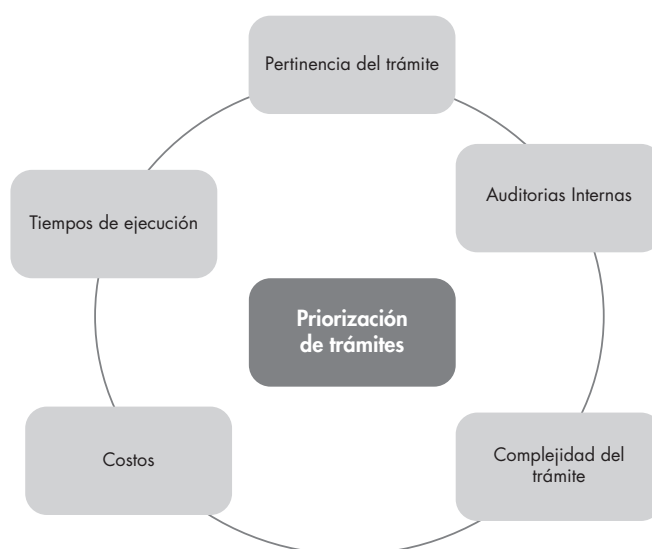 Pertinencia del trámite
Auditorias Internas
Tiempos de ejecución
Priorización
de trámites
Complejidad del
trámite
Costos